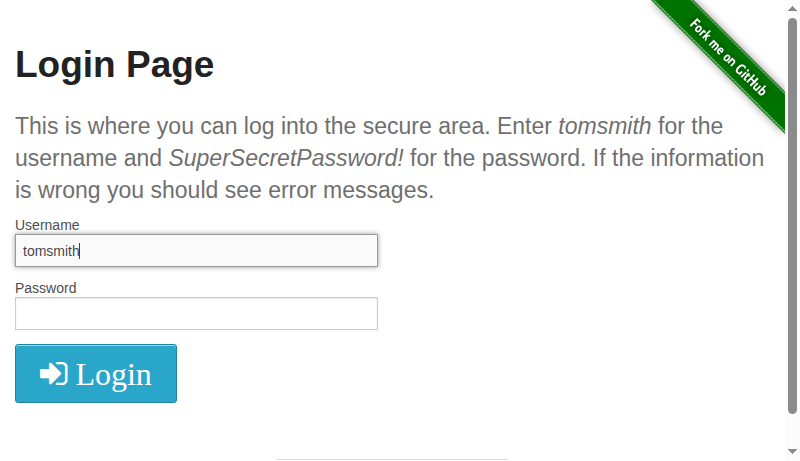 Fork me on GitHub
Login Page
This is where you can log into the secure area. Enter tomsmith for the
username and SuperSecretPassword! for the password. If the information
is wrong you should see error messages.
Username
tomsmith
Password
Login